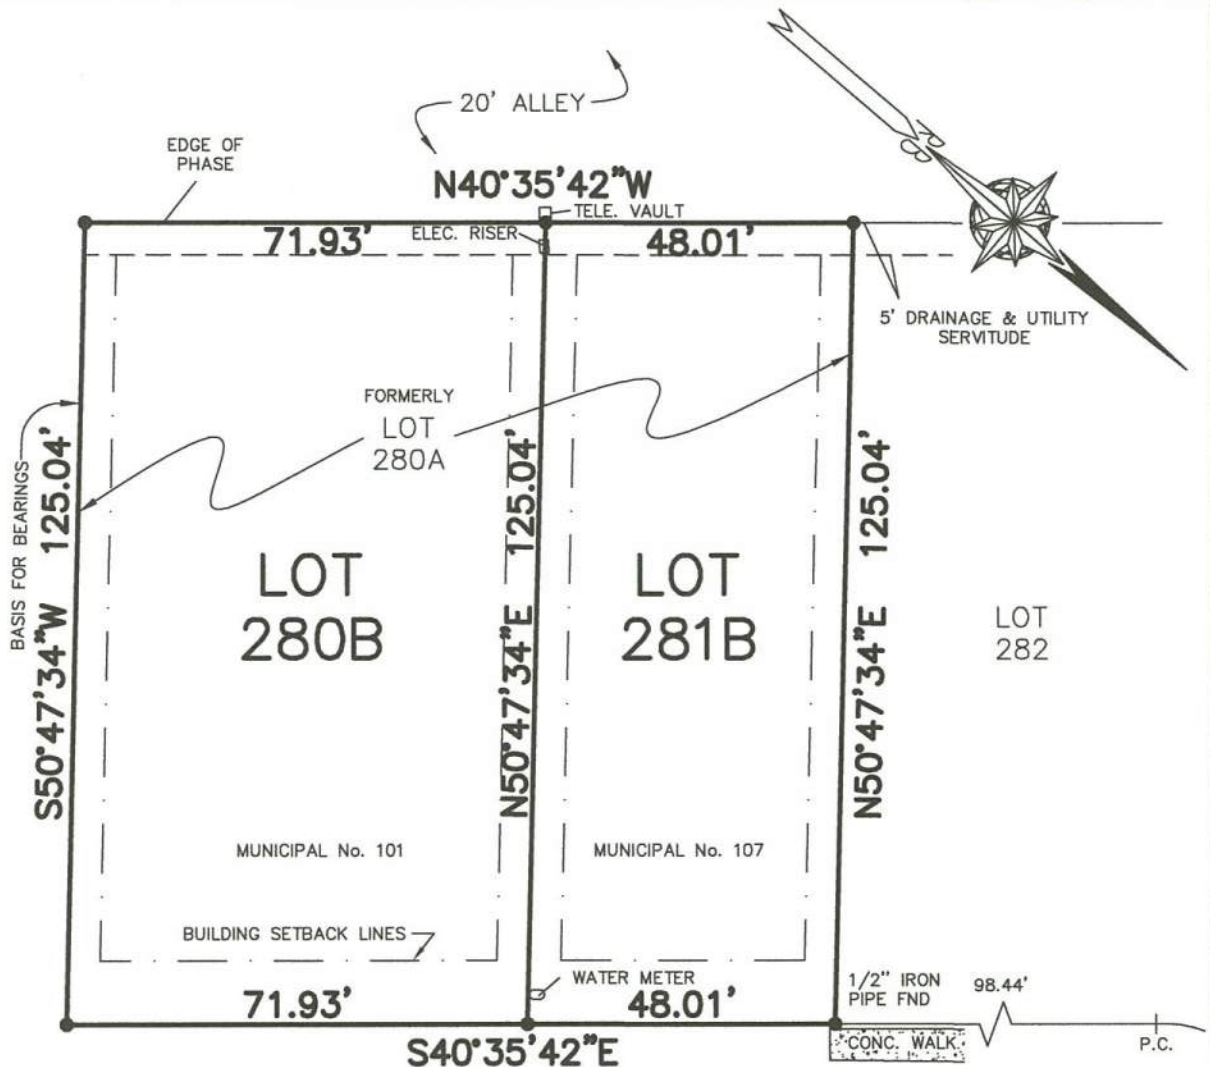 20' ALLEY
EDGE OF
PHASE
N40°35'42"W
TELE. VAULT
71.93'
ELEC. RISER
48.01'
5' DRAINAGE & UTILITY
SERVITUDE
FORMERLY
LOT
280A
BASIS FOR BEARINGS
S50°47'34"W 125.04'
N50°47'34"E 125.04'
N50°47'34"E 125.04'
LOT
280B
LOT
281B
LOT
282
MUNICIPAL No. 101
MUNICIPAL No. 107
BUILDING SETBACK LINES
WATER METER
71.93'
48.01'
1/2" IRON
PIPE FND
98.44'
CONC. WALK
P.C.
S40°35'42"E